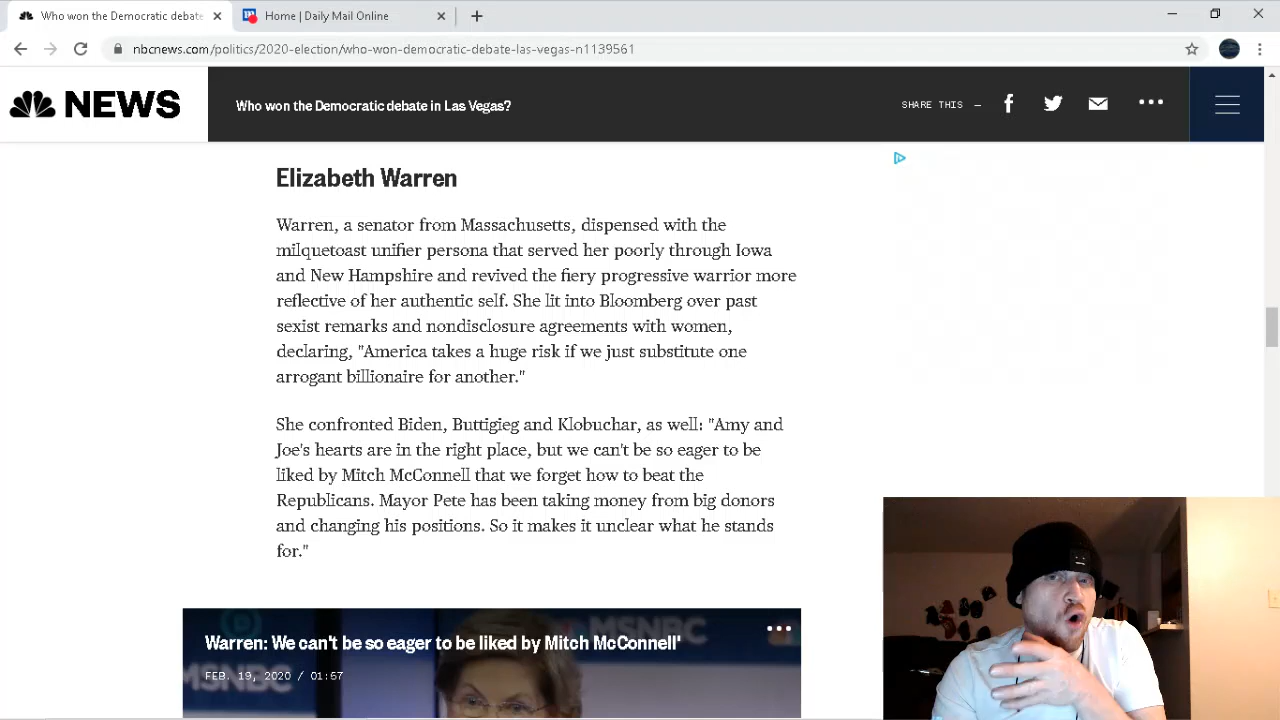 Who won the Democratic debate
Home | Daily Mail Online
nbcnews.com/politics/2020-election/who-won-democratic-debate-las-vegas-n1139561
NEWS
Who won the Democratic debate in Las Vegas?
SHARE THIS —
Elizabeth Warren
Warren, a senator from Massachusetts, dispensed with the
milquetoast unifier persona that served her poorly through Iowa
and New Hampshire and revived the fiery progressive warrior more
reflective of her authentic self. She lit into Bloomberg over past
sexist remarks and nondisclosure agreements with women,
declaring, "America takes a huge risk if we just substitute one
arrogant billionaire for another."
She confronted Biden, Buttigieg and Klobuchar, as well: "Amy and
Joe's hearts are in the right place, but we can't be so eager to be
liked by Mitch McConnell that we forget how to beat the
Republicans. Mayor Pete has been taking money from big donors
and changing his positions. So it makes it unclear what he stands
for."
Warren: We can't be so eager to be liked by Mitch McConnell'
FEB. 19, 2020 / 01:67
MSNBC
MSNBC